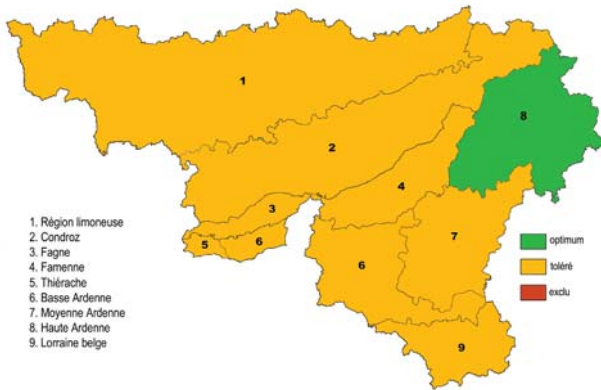 1
2
8
4
3
5
6
7
6
9
1. Région limoneuse
2. Condroz
3. Fagne
4. Famenne
5. Thiérache
6. Basse Ardenne
7. Moyenne Ardenne
8. Haute Ardenne
9. Lorraine belge
optimum
toléré
exclu